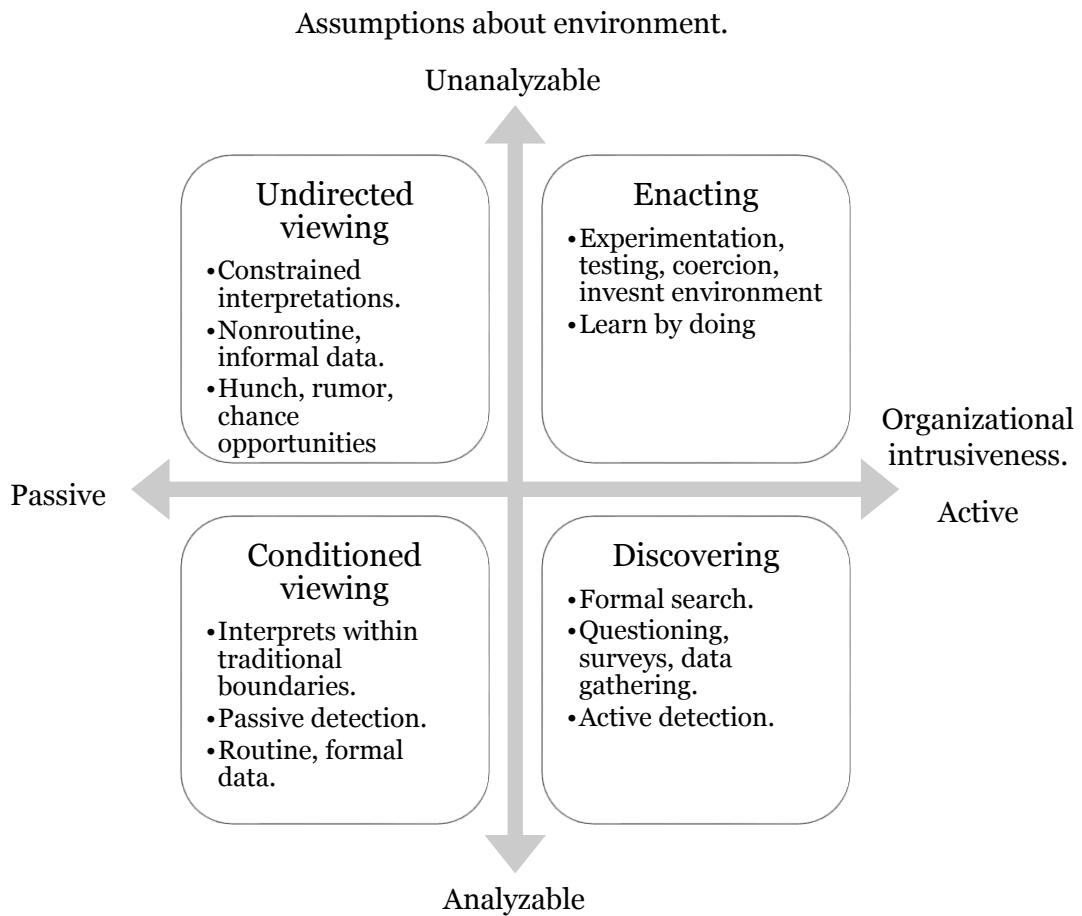 Assumptions about environment.
Unanalyzable
Undirected
viewing
•Constrained
interpretations.
•Nonroutine,
informal data.
•Hunch, rumor,
chance
opportunities
Enacting
•Experimentation,
testing, coercion,
invesnt environment
•Learn by doing
Organizational
intrusiveness.
Passive
Active
Conditioned
viewing
•Interprets within
traditional
boundaries.
•Passive detection.
•Routine, formal
data.
Discovering
•Formal search.
•Questioning,
surveys, data
gathering.
•Active detection.
Analyzable